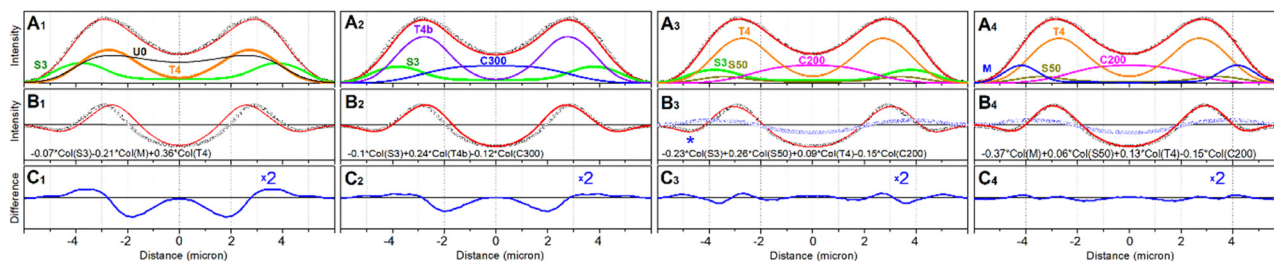 A1
U0
S3
T4
A2
T4b
S3
C300
A3
T4
S3
S50
C200
A4
T4
M
S50
C200
Intensity
B1
-0.07*Col(S3)-0.21*Col(M)+0.36*Col(T4)
B2
-0.1*Col(S3)+0.24*Col(T4b)-0.12*Col(C300)
B3
*
-0.23*Col(S3)+0.26*Col(S50)+0.09*Col(T4)-0.15*Col(C200)
B4
-0.37*Col(M)+0.06*Col(S50)+0.13*Col(T4)-0.15*Col(C200)
Intensity
C1
x2
C2
x2
C3
x2
C4
x2
Difference
-4 -2 0 2 4
-4 -2 0 2 4
-4 -2 0 2 4
-4 -2 0 2 4
Distance (micron)
Distance (micron)
Distance (micron)
Distance (micron)